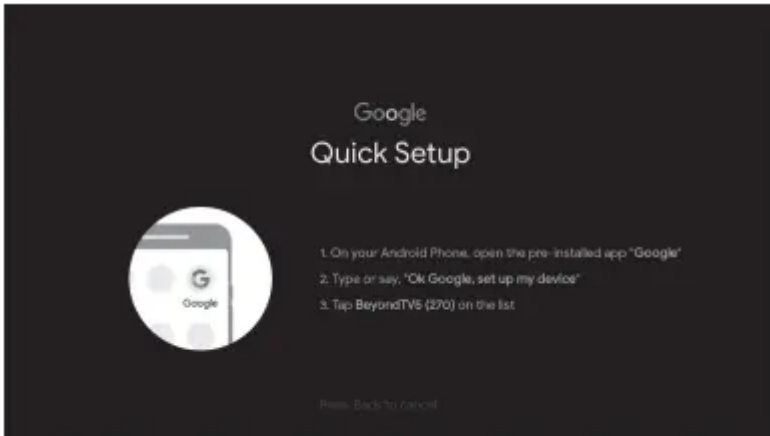 Google
Quick Setup
1. On your Android Phone, open the pre-installed app "Google"
2. Type or say, "Ok Google, set up my device"
G
Google
3. Tap BeyondTV5 (270) on the list
Press Back to cancel